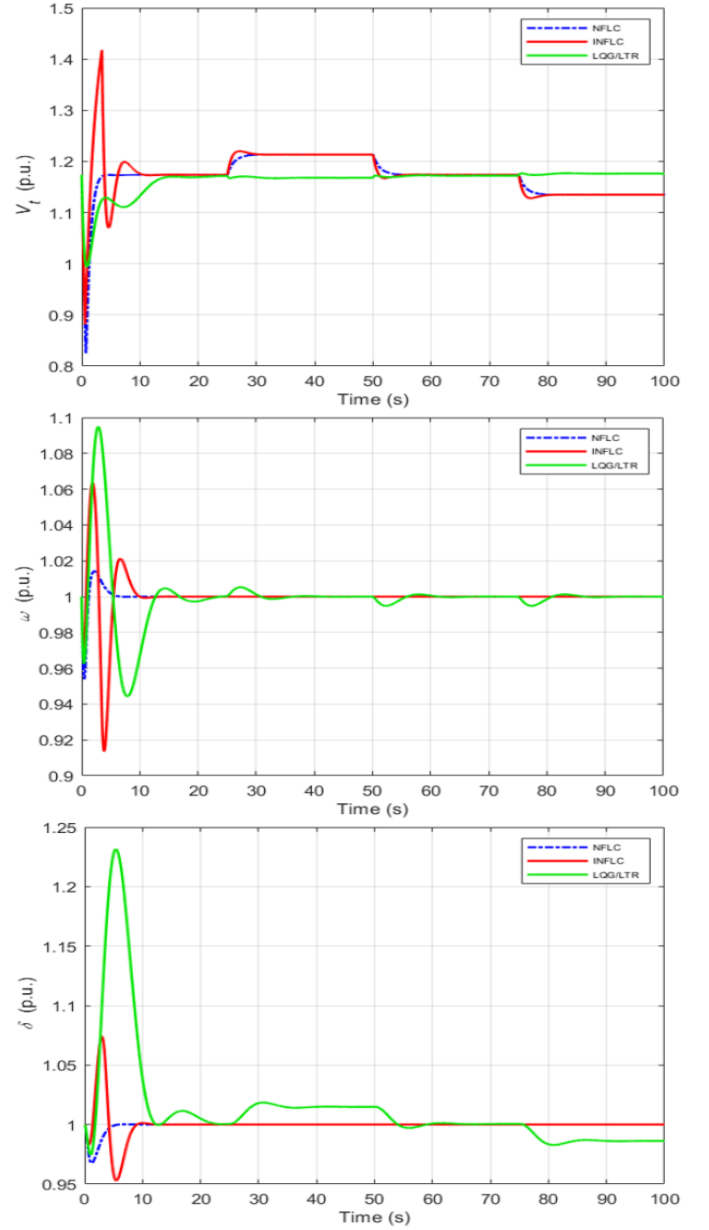 1.5
1.4
1.3
1.2
1.1
1
0.9
0.8
V_t (p.u.)
NFLC
INFLC
LQG/LTR
0 10 20 30 40 50 60 70 80 90 100
Time (s)
1.1
1.08
1.06
1.04
1.02
1
0.98
0.96
0.94
0.92
0.9
ω (p.u.)
NFLC
INFLC
LQG/LTR
0 10 20 30 40 50 60 70 80 90 100
Time (s)
1.25
1.2
1.15
1.1
1.05
1
0.95
δ (p.u.)
NFLC
INFLC
LQG/LTR
0 10 20 30 40 50 60 70 80 90 100
Time (s)